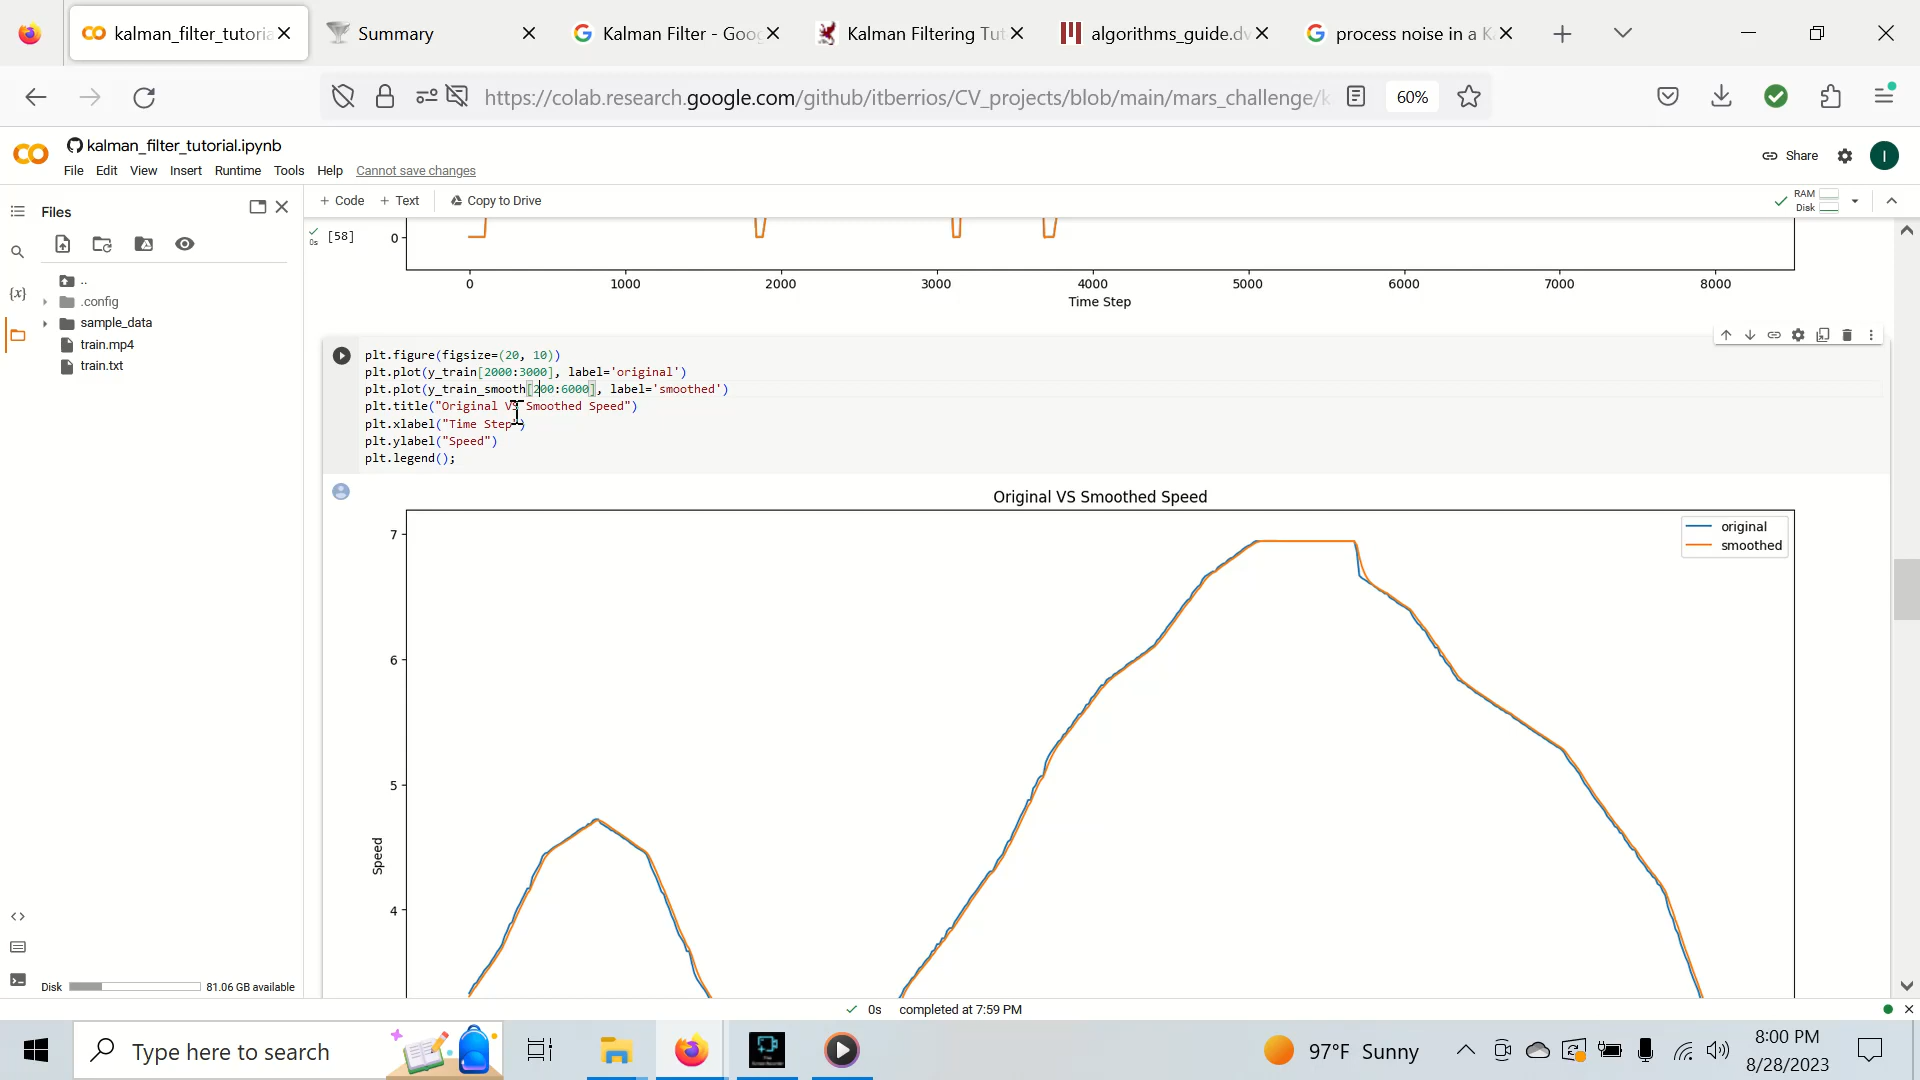 kalman_filter_tutoria
Summary
Kalman Filter - Goog
Kalman Filtering Tut
algorithms_guide.dv
process noise in a Ka
https://colab.research.google.com/github/itberrios/CV_projects/blob/main/mars_challenge/k
60%
kalman_filter_tutorial.ipynb
File Edit View Insert Runtime Tools Help Cannot save changes
Share
I
Files
+ Code + Text Copy to Drive
RAM
Disk
..
.config
sample_data
train.mp4
train.txt
{x}
0s
[58]
0
0 1000 2000 3000 4000 5000 6000 7000 8000
Time Step
plt.figure(figsize=(20, 10))
plt.plot(y_train[2000:3000], label='original')
plt.plot(y_train_smooth[200:6000], label='smoothed')
plt.title("Original VS Smoothed Speed")
plt.xlabel("Time Step")
plt.ylabel("Speed")
plt.legend();
Original VS Smoothed Speed
original
smoothed
7
6
5
4
Speed
Disk 81.06 GB available
0s completed at 7:59 PM
Type here to search
97°F Sunny
8:00 PM
8/28/2023